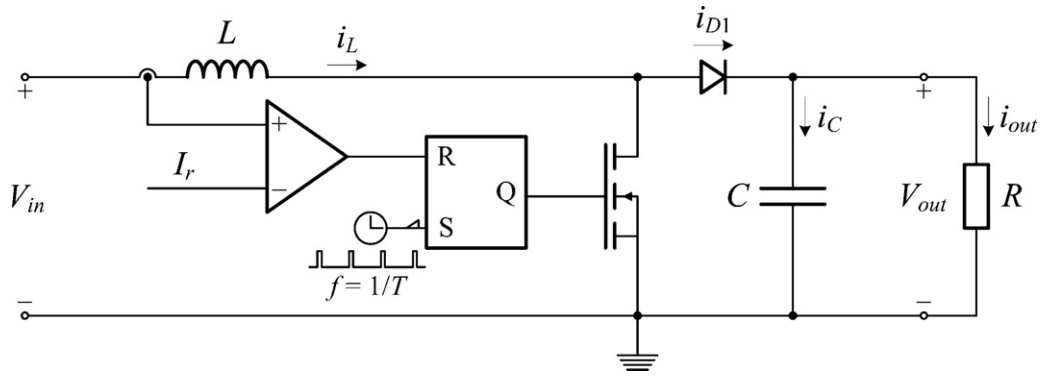 L
i_L
i_D1
+
+
+
i_C
i_out
I_r
−
R
Q
S
V_in
C
V_out
R
f = 1/T
−
−